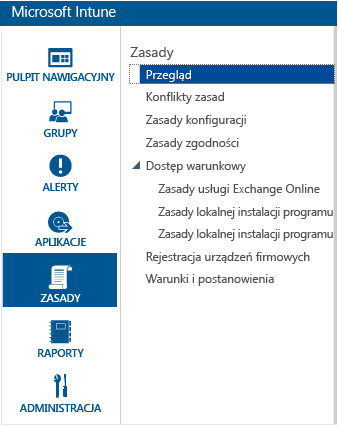 Microsoft Intune
PULPIT NAWIGACYJNY
GRUPY
ALERTY
APLIKACJE
ZASADY
RAPORTY
ADMINISTRACJA
Zasady
Przegląd
Konflikty zasad
Zasady konfiguracji
Zasady zgodności
Dostęp warunkowy
Zasady usługi Exchange Online
Zasady lokalnej instalacji programu
Zasady lokalnej instalacji programu
Rejestracja urządzeń firmowych
Warunki i postanowienia